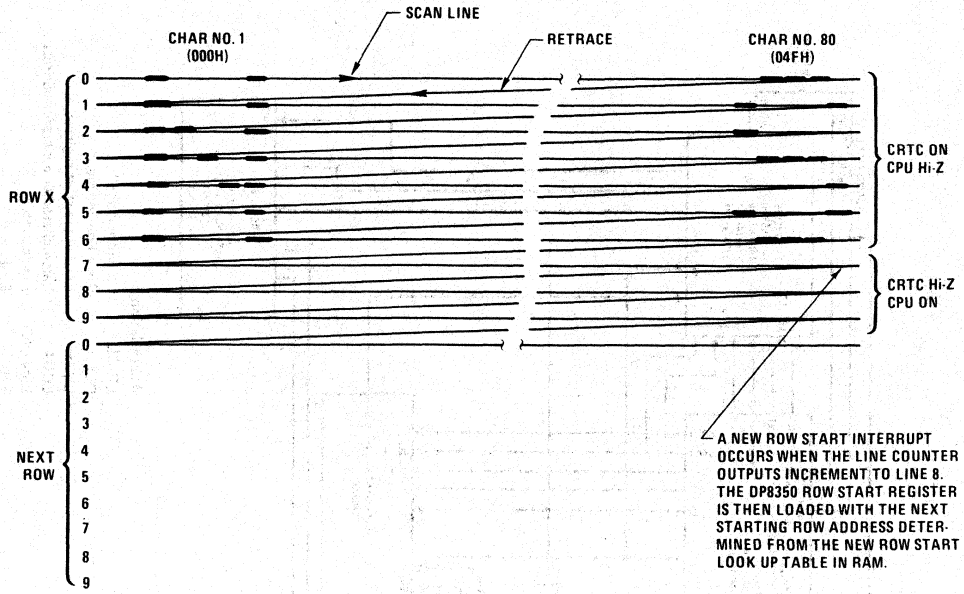 SCAN LINE
CHAR NO. 1
(000H)
RETRACE
CHAR NO. 80
(04FH)
0
1
2
3
4
5
6
7
8
9
ROW X
CRTC ON
CPU Hi-Z
CRTC Hi-Z
CPU ON
0
1
2
3
4
5
6
7
8
9
NEXT
ROW
A NEW ROW START INTERRUPT
OCCURS WHEN THE LINE COUNTER
OUTPUTS INCREMENT TO LINE 8.
THE DP8350 ROW START REGISTER
IS THEN LOADED WITH THE NEXT
STARTING ROW ADDRESS DETER-
MINED FROM THE NEW ROW START
LOOK UP TABLE IN RAM.